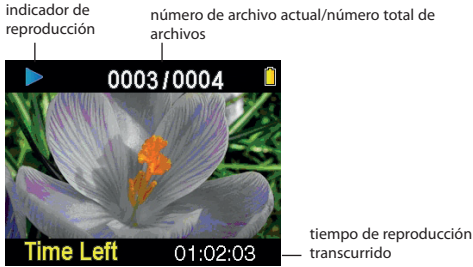 indicador de
reproducción
número de archivo actual/número total de
archivos
0003/0004
Time Left
01:02:03
tiempo de reproducción
transcurrido